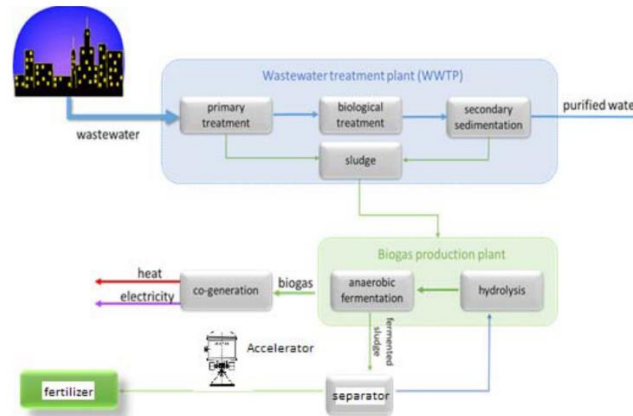 Wastewater treatment plant (WWTP)
primary
treatment
biological
treatment
secondary
sedimentation
purified wate
wastewater
sludge
Biogas production plant
heat
electricity
co-generation
biogas
anaerobic
fermentation
hydrolysis
fermented
sludge
Accelerator
fertilizer
separator